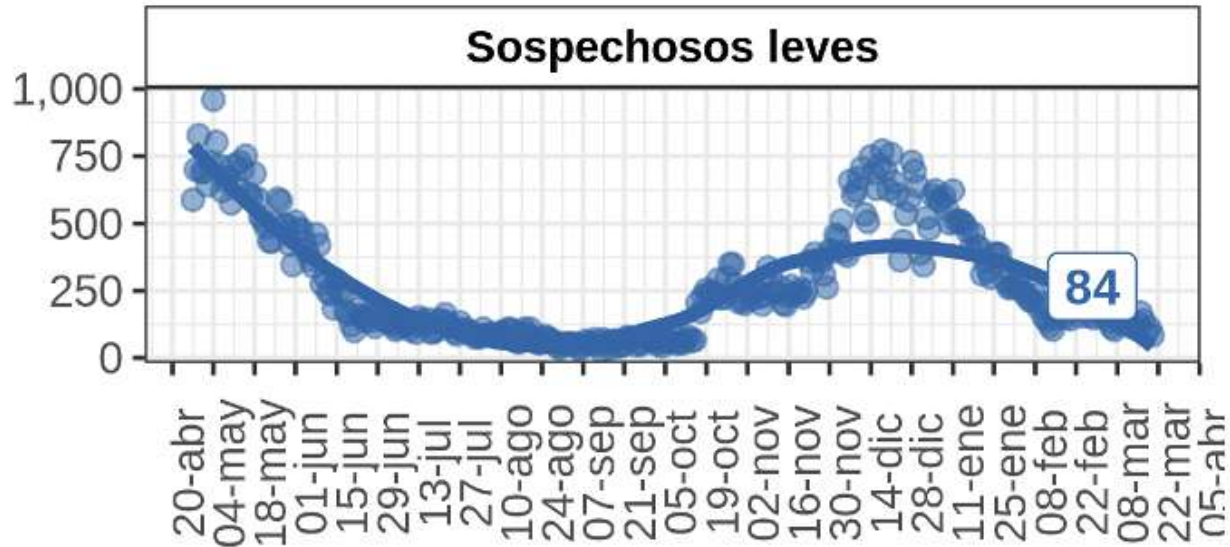 Sospechosos leves
1,000
750
500
250
0
84
20-abr
04-may
18-may
01-jun
15-jun
29-jun
13-jul
27-jul
10-ago
24-ago
07-sep
21-sep
05-oct
19-oct
02-nov
16-nov
30-nov
14-dic
28-dic
11-ene
25-ene
08-feb
22-feb
08-mar
22-mar
05-abr